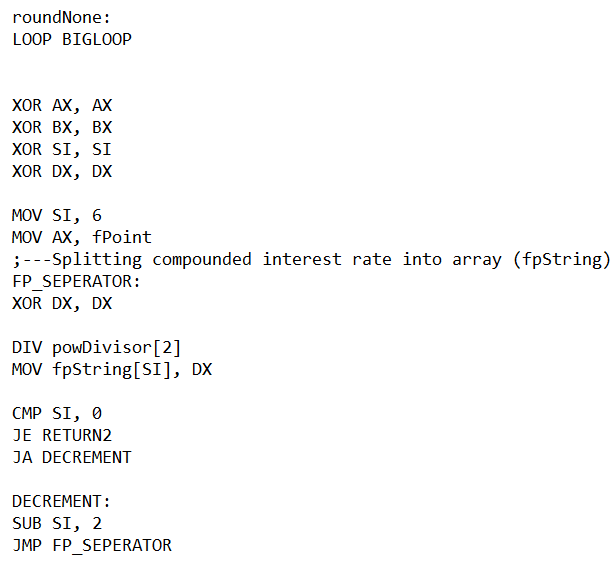 roundNone:
LOOP BIGLOOP
XOR AX, AX
XOR BX, BX
XOR SI, SI
XOR DX, DX
MOV SI, 6
MOV AX, fPoint
;---Splitting compounded interest rate into array (fpString)
FP_SEPERATOR:
XOR DX, DX
DIV powDivisor[2]
MOV fpString[SI], DX
CMP SI, 0
JE RETURN2
JA DECREMENT
DECREMENT:
SUB SI, 2
JMP FP_SEPERATOR